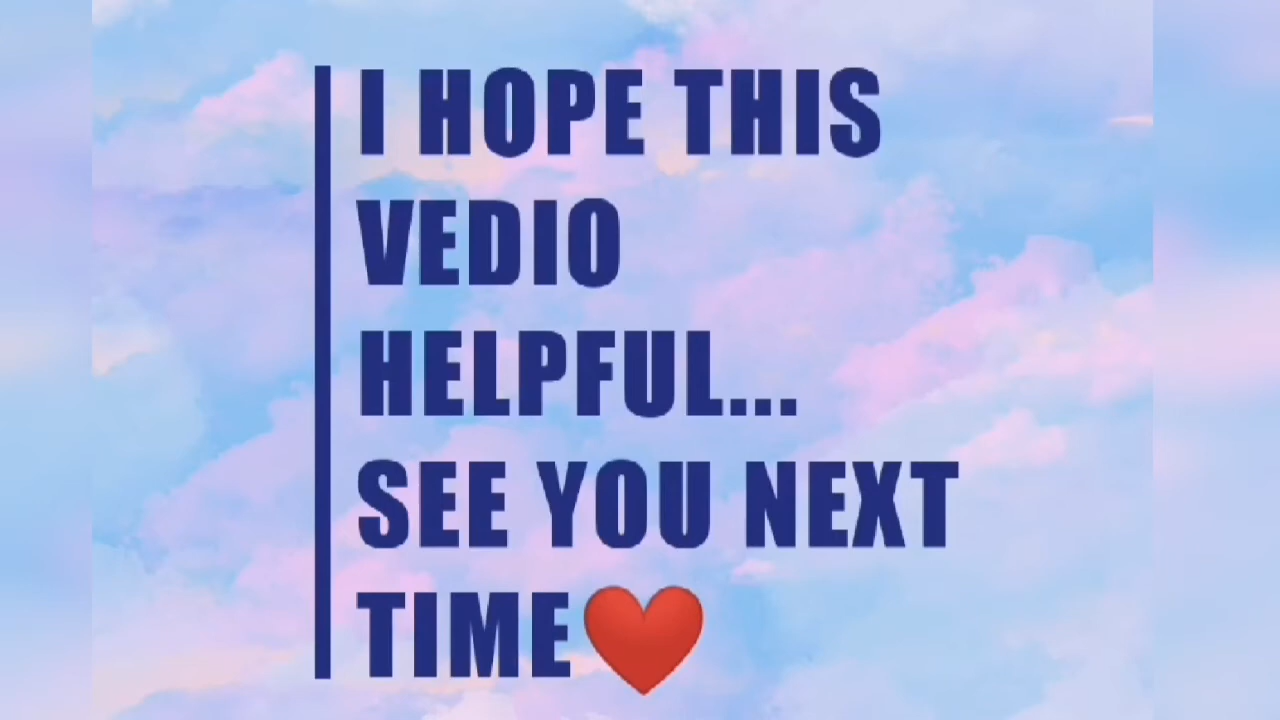 I HOPE THIS
VEDIO
HELPFUL...
SEE YOU NEXT
TIME❤️